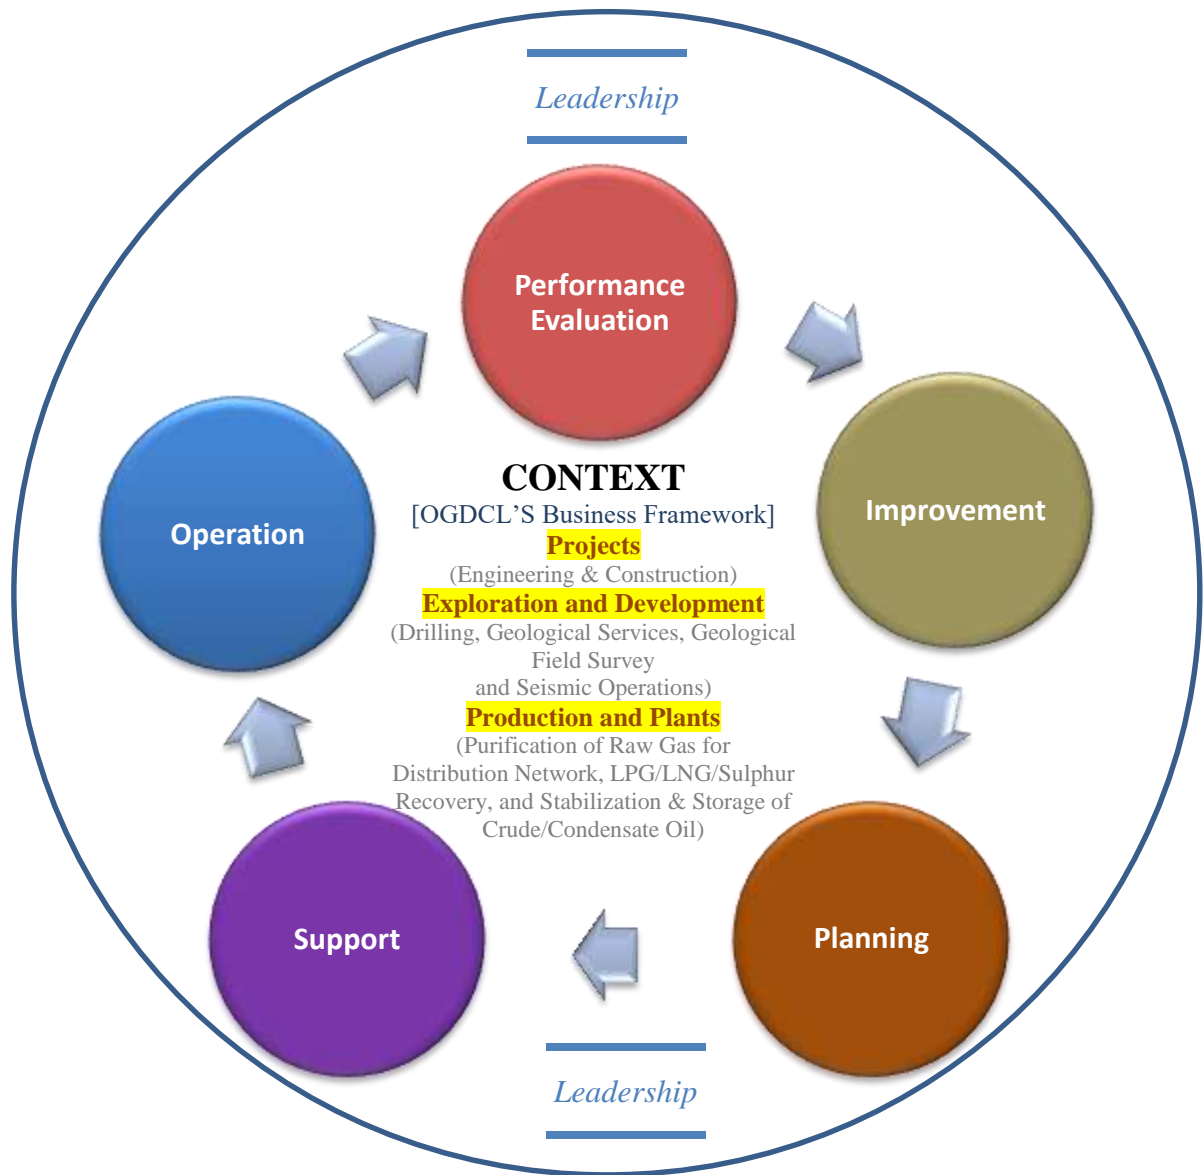 Leadership
Performance
Evaluation
Improvement
Operation
CONTEXT
[OGDCL’S Business Framework]
Projects
(Engineering & Construction)
Exploration and Development
(Drilling, Geological Services, Geological
Field Survey
and Seismic Operations)
Production and Plants
(Purification of Raw Gas for
Distribution Network, LPG/LNG/Sulphur
Recovery, and Stabilization & Storage of
Crude/Condensate Oil)
Support
Planning
Leadership